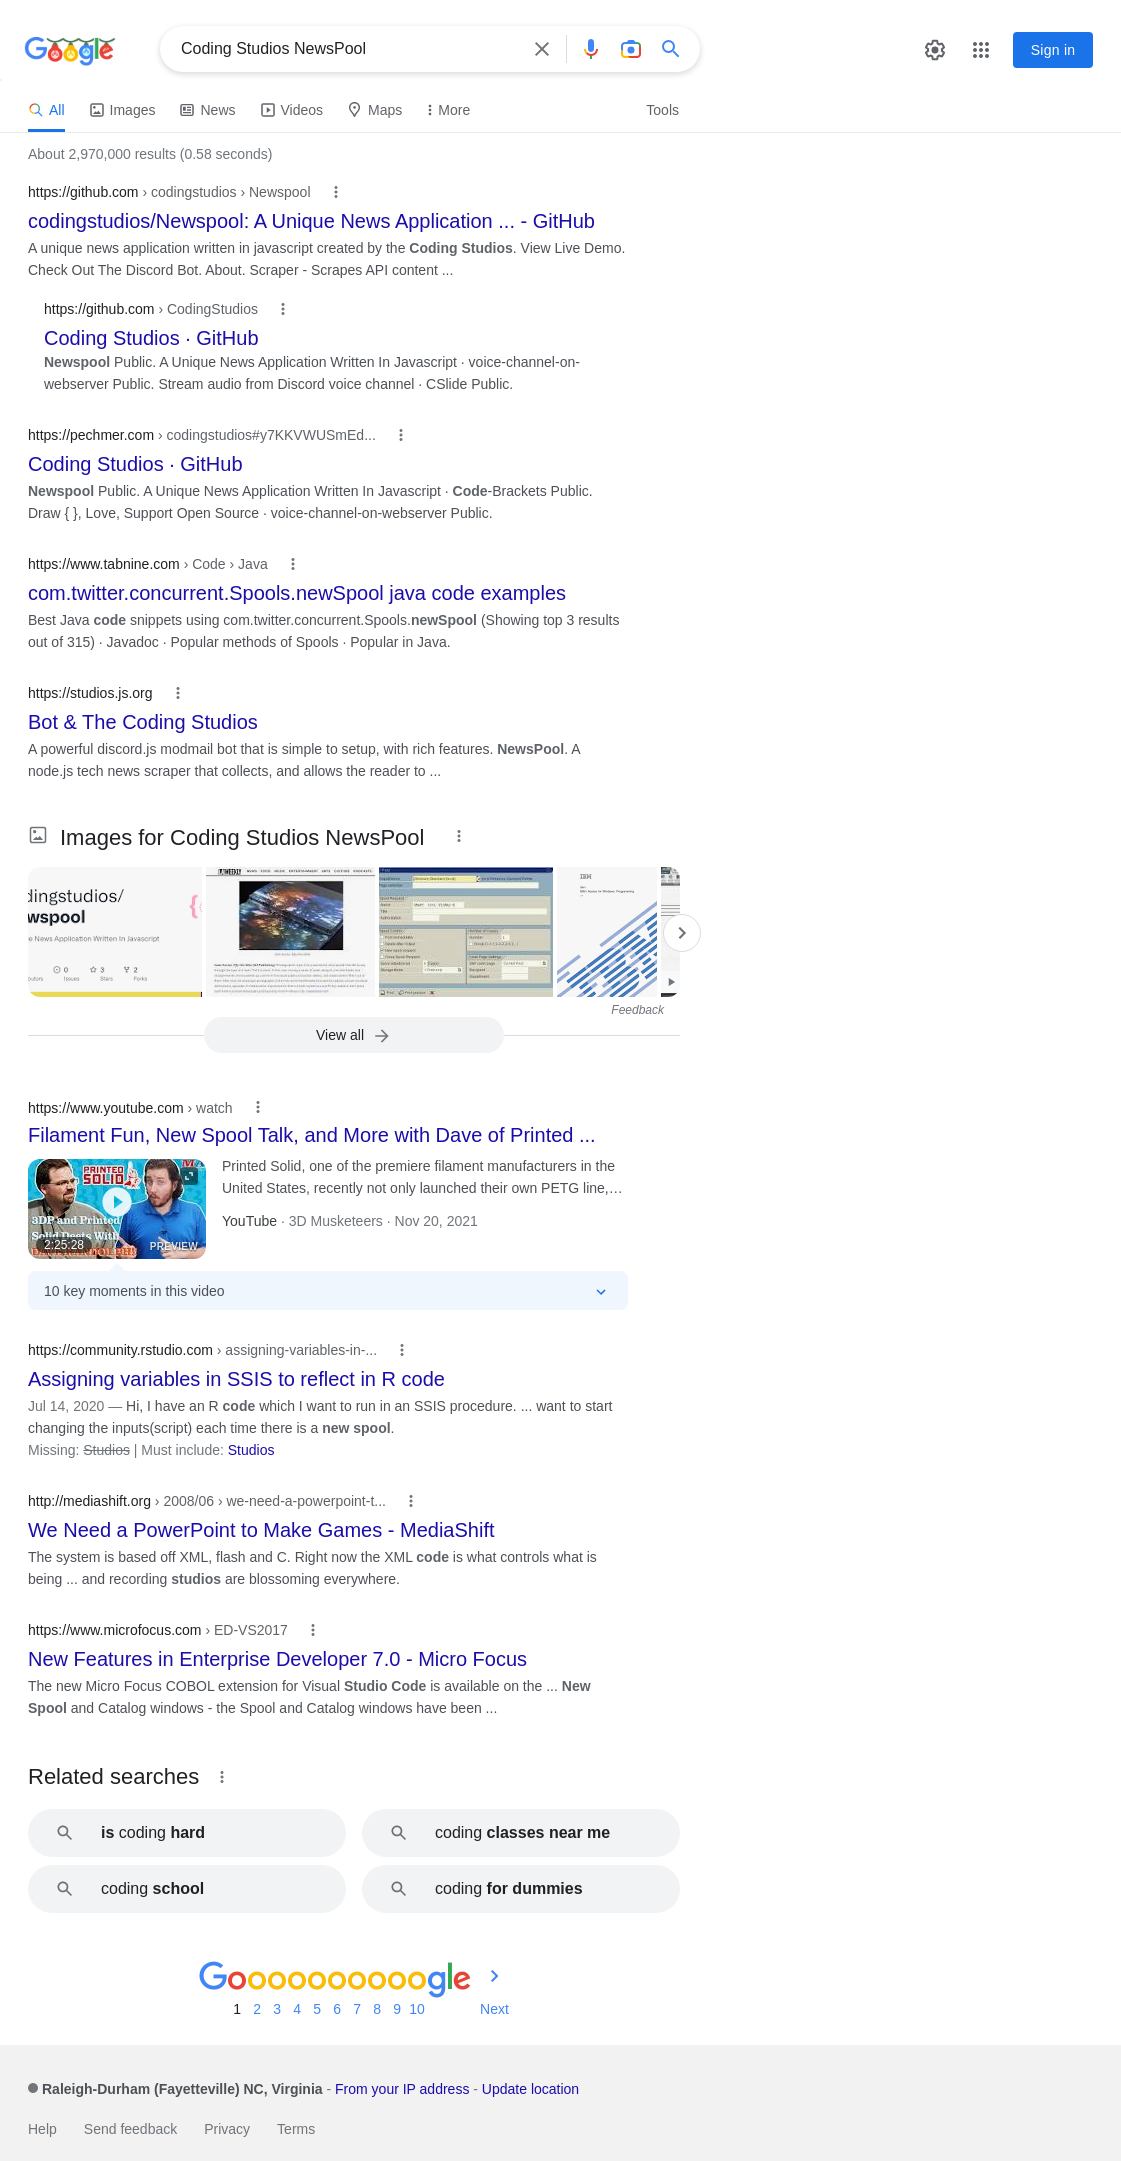 Google
Coding Studios NewsPool
Sign in
All
Images
News
Videos
Maps
More
Tools
About 2,970,000 results (0.58 seconds)
https://github.com › codingstudios › Newspool
codingstudios/Newspool: A Unique News Application ... - GitHub
A unique news application written in javascript created by the Coding Studios. View Live Demo.
Check Out The Discord Bot. About. Scraper - Scrapes API content ...
https://github.com › CodingStudios
Coding Studios · GitHub
Newspool Public. A Unique News Application Written In Javascript · voice-channel-on-
webserver Public. Stream audio from Discord voice channel · CSlide Public.
https://pechmer.com › codingstudios#y7KKVWUSmEd...
Coding Studios · GitHub
Newspool Public. A Unique News Application Written In Javascript · Code-Brackets Public.
Draw { }, Love, Support Open Source · voice-channel-on-webserver Public.
https://www.tabnine.com › Code › Java
com.twitter.concurrent.Spools.newSpool java code examples
Best Java code snippets using com.twitter.concurrent.Spools.newSpool (Showing top 3 results
out of 315) · Javadoc · Popular methods of Spools · Popular in Java.
https://studios.js.org
Bot & The Coding Studios
A powerful discord.js modmail bot that is simple to setup, with rich features. NewsPool. A
node.js tech news scraper that collects, and allows the reader to ...
Images for Coding Studios NewsPool
dingstudios/
wspool
e News Application Written In Javascript
0
3
2
utors
Issues
Stars
Forks
IBM
Feedback
View all
https://www.youtube.com › watch
Filament Fun, New Spool Talk, and More with Dave of Printed ...
PRINTED
SOLID
3DP and Printed
Solid Deets With
2:25:28
PREVIEW
Printed Solid, one of the premiere filament manufacturers in the
United States, recently not only launched their own PETG line,…
YouTube · 3D Musketeers · Nov 20, 2021
10 key moments in this video
https://community.rstudio.com › assigning-variables-in-...
Assigning variables in SSIS to reflect in R code
Jul 14, 2020 — Hi, I have an R code which I want to run in an SSIS procedure. ... want to start
changing the inputs(script) each time there is a new spool.
Missing: Studios | Must include: Studios
http://mediashift.org › 2008/06 › we-need-a-powerpoint-t...
We Need a PowerPoint to Make Games - MediaShift
The system is based off XML, flash and C. Right now the XML code is what controls what is
being ... and recording studios are blossoming everywhere.
https://www.microfocus.com › ED-VS2017
New Features in Enterprise Developer 7.0 - Micro Focus
The new Micro Focus COBOL extension for Visual Studio Code is available on the ... New
Spool and Catalog windows - the Spool and Catalog windows have been ...
Related searches
is coding hard
coding classes near me
coding school
coding for dummies
Goooooooooogle
1 2 3 4 5 6 7 8 9 10 Next
Raleigh-Durham (Fayetteville) NC, Virginia - From your IP address - Update location
Help Send feedback Privacy Terms